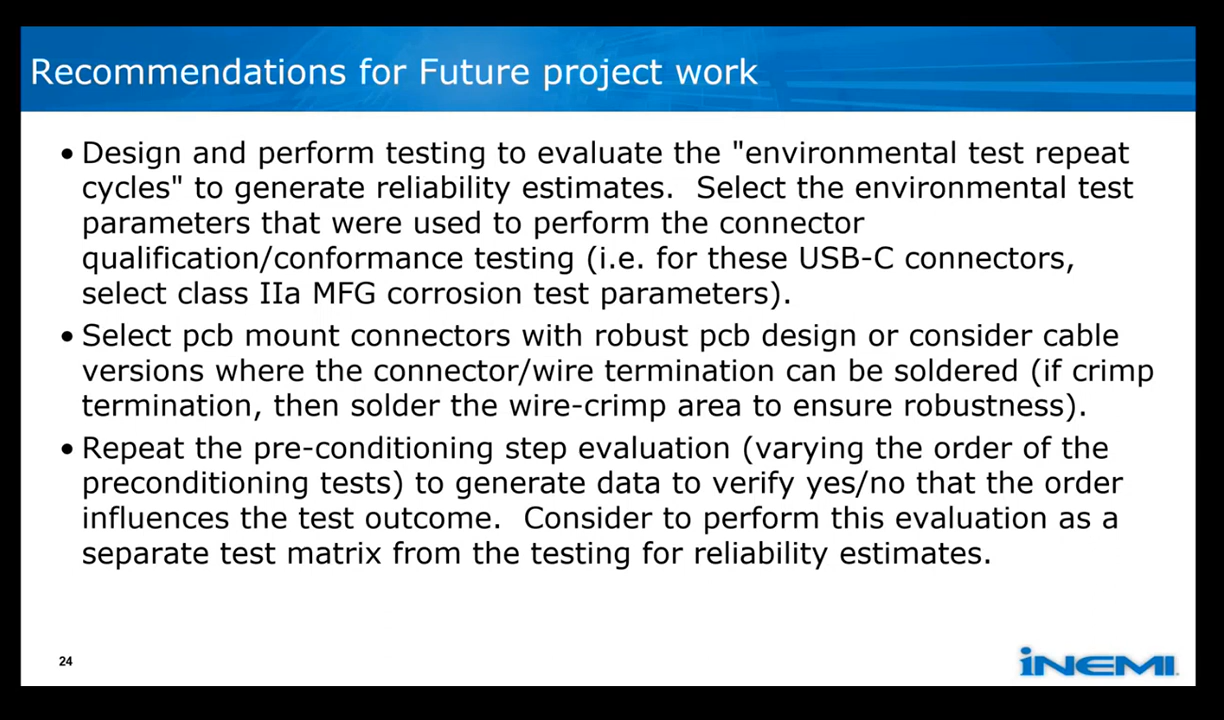 Recommendations for Future project work
• Design and perform testing to evaluate the "environmental test repeat
cycles" to generate reliability estimates.  Select the environmental test
parameters that were used to perform the connector
qualification/conformance testing (i.e. for these USB-C connectors,
select class IIa MFG corrosion test parameters).
• Select pcb mount connectors with robust pcb design or consider cable
versions where the connector/wire termination can be soldered (if crimp
termination, then solder the wire-crimp area to ensure robustness).
• Repeat the pre-conditioning step evaluation (varying the order of the
preconditioning tests) to generate data to verify yes/no that the order
influences the test outcome.  Consider to perform this evaluation as a
separate test matrix from the testing for reliability estimates.
24
iNEMI